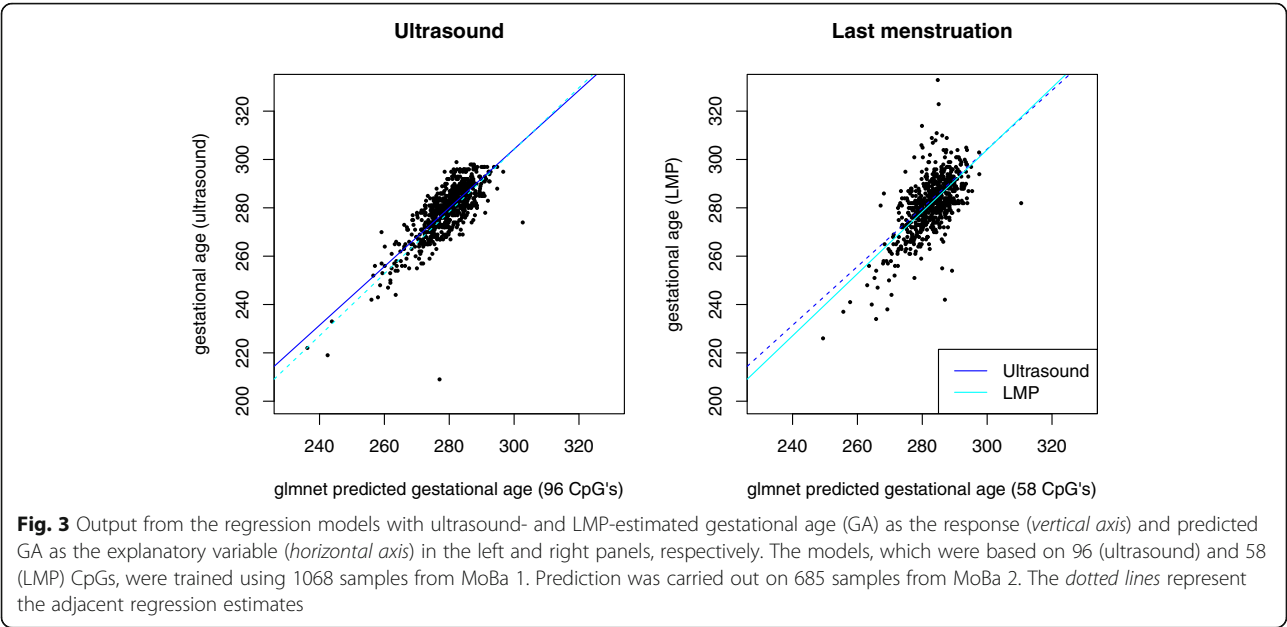 Ultrasound
Last menstruation
gestational age (ultrasound)
200
220
240
260
280
300
320
240
260
280
300
320
glmnet predicted gestational age (96 CpG's)
gestational age (LMP)
200
220
240
260
280
300
320
240
260
280
300
320
glmnet predicted gestational age (58 CpG's)
Ultrasound
LMP
Fig. 3 Output from the regression models with ultrasound- and LMP-estimated gestational age (GA) as the response (vertical axis) and predicted
GA as the explanatory variable (horizontal axis) in the left and right panels, respectively. The models, which were based on 96 (ultrasound) and 58
(LMP) CpGs, were trained using 1068 samples from MoBa 1. Prediction was carried out on 685 samples from MoBa 2. The dotted lines represent
the adjacent regression estimates